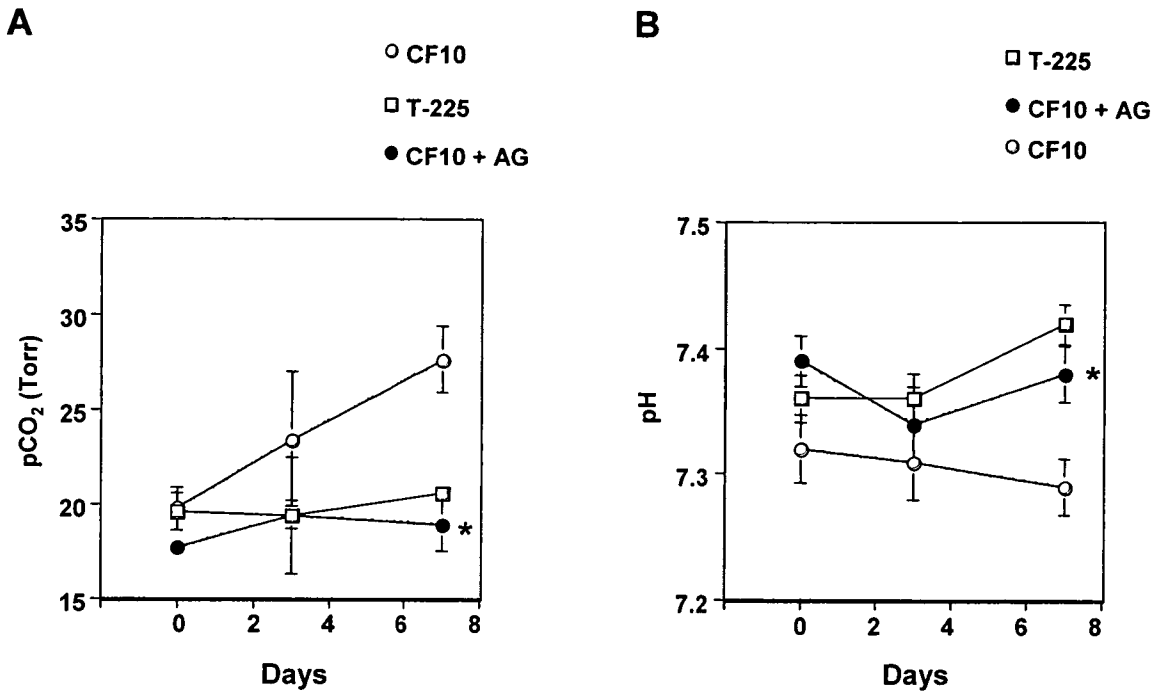 A
CF10
T-225
CF10 + AG
35
30
25
20
15
pCO₂ (Torr)
*
0 2 4 6 8
Days
B
T-225
CF10 + AG
CF10
7.5
7.4
7.3
7.2
pH
*
0 2 4 6 8
Days